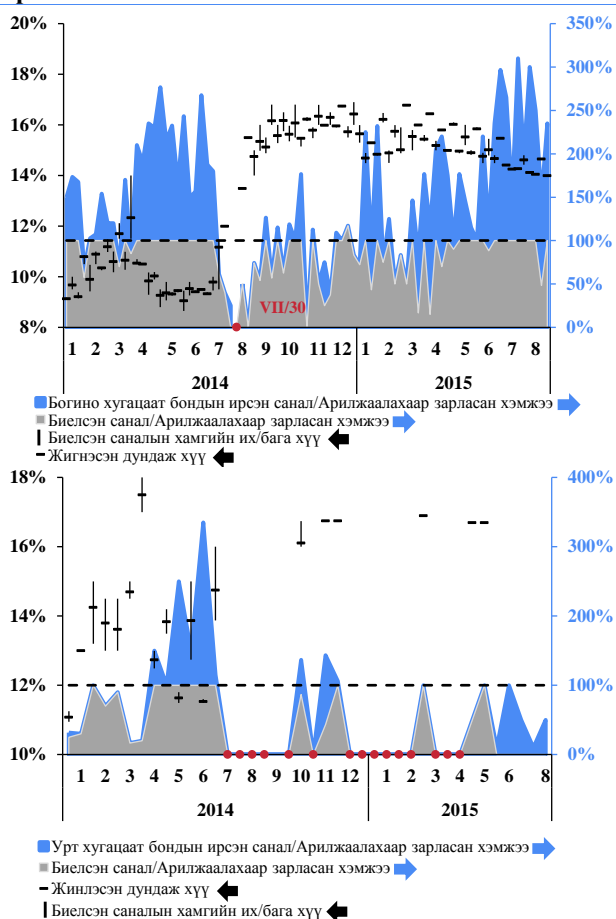 20% 350%
18% 300%
16% 250%
14% 200%
12% 150%
10% 100%
8% 50%
0%
VII/30
1 2 3 4 5 6 7 8 9 10 11 12 1 2 3 4 5 6 7 8
2014 2015
Богино хугацаат бондын ирсэн санал/Арилжаалахаар зарласан хэмжээ
Биелсэн санал/Арилжаалахаар зарласан хэмжээ
Биелсэн саналын хамгийн их/бага хүү
Жигнэсэн дундаж хүү
18% 400%
16% 300%
14% 200%
12% 100%
10% 0%
1 2 3 4 5 6 7 8 9 10 11 12 1 2 3 4 5 6 8
2014 2015
Урт хугацаат бондын ирсэн санал/Арилжаалахаар зарласан хэмжээ
Биелсэн санал/Арилжаалахаар зарласан хэмжээ
Жинлэсэн дундаж хүү
Биелсэн саналын хамгийн их/бага хүү